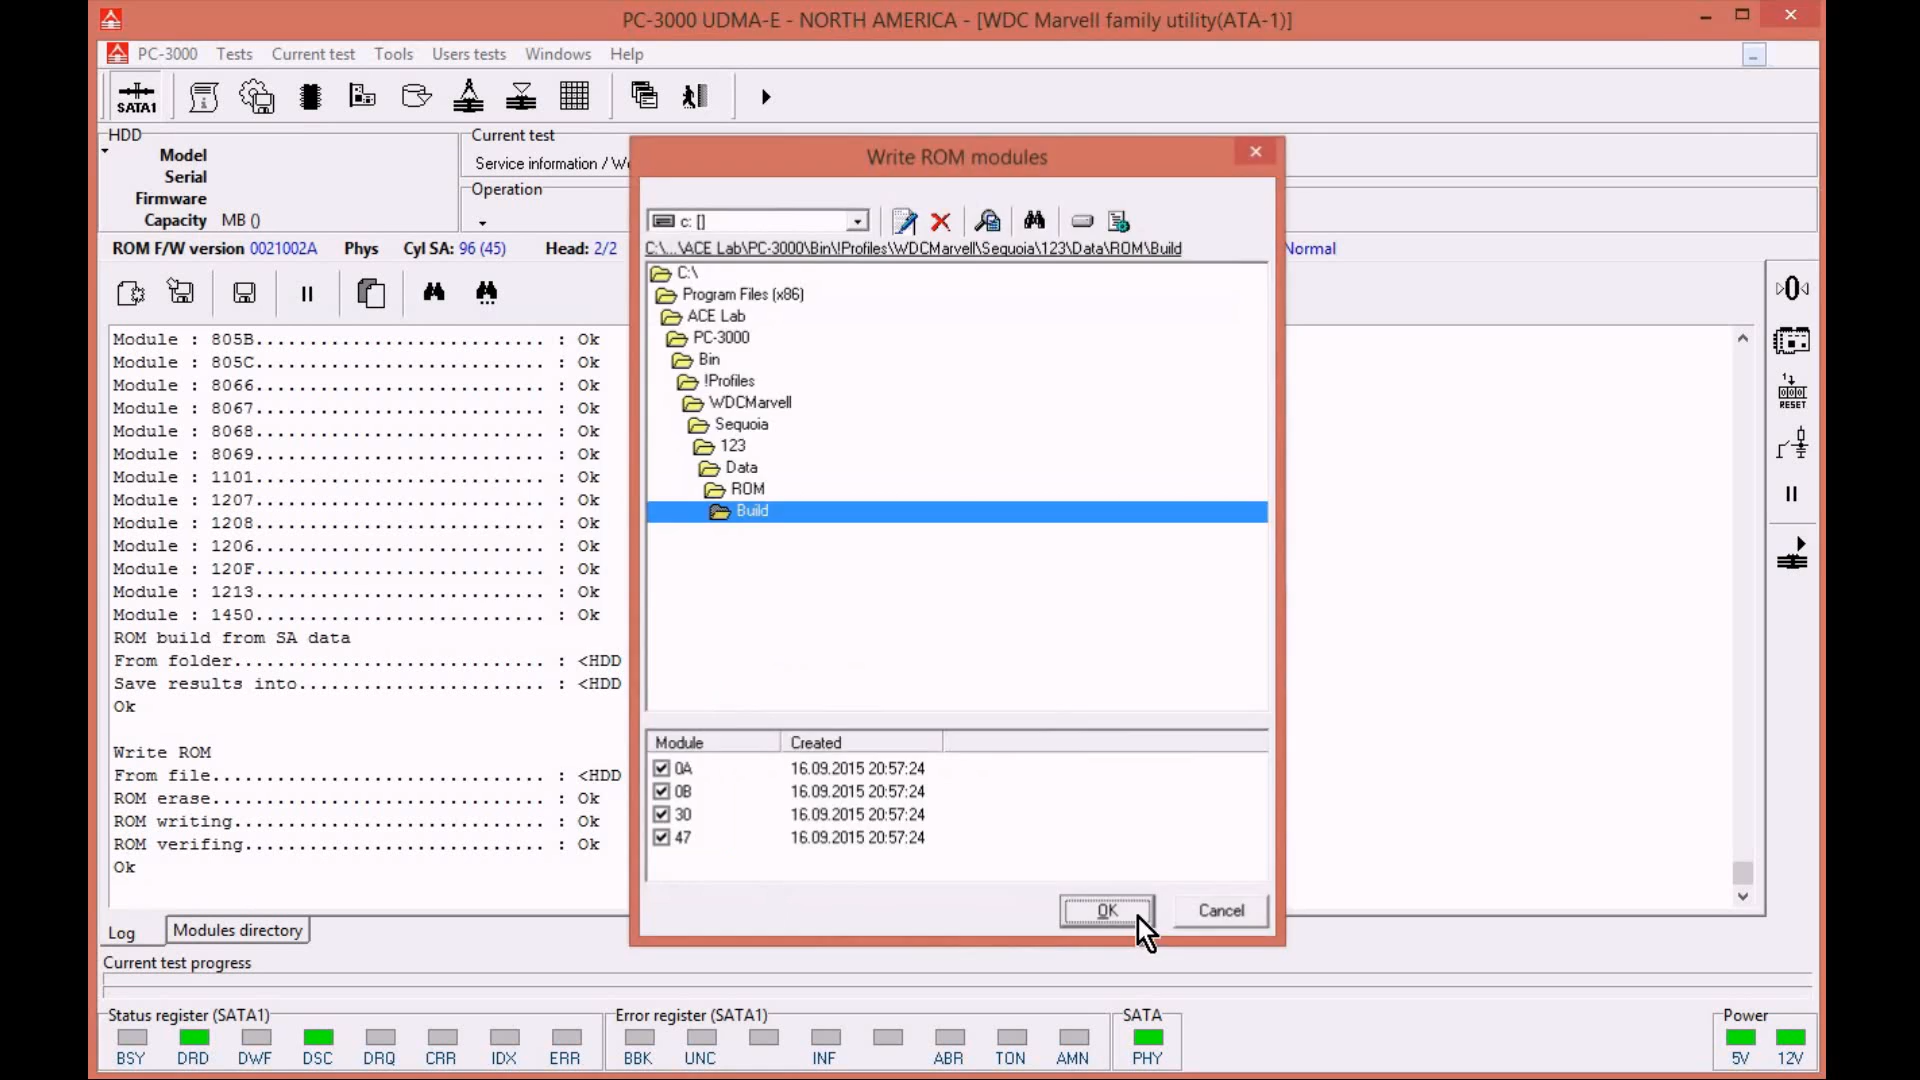 PC-3000 UDMA-E - NORTH AMERICA - [WDC Marvell family utility(ATA-1)]
PC-3000 Tests Current test Tools Users tests Windows Help
SATA1
HDD
Model
Serial
Firmware
Capacity MB ()
Current test
Service information / Wo
Operation
ROM F/W version 0021002A Phys Cyl SA: 96 (45) Head: 2/2 Normal
Module : 805B........................... : Ok
Module : 805C........................... : Ok
Module : 8066........................... : Ok
Module : 8067........................... : Ok
Module : 8068........................... : Ok
Module : 8069........................... : Ok
Module : 1101........................... : Ok
Module : 1207........................... : Ok
Module : 1208........................... : Ok
Module : 1206........................... : Ok
Module : 120F........................... : Ok
Module : 1213........................... : Ok
Module : 1450........................... : Ok
ROM build from SA data
From folder............................. : <HDD
Save results into....................... : <HDD
Ok
Write ROM
From file............................... : <HDD
ROM erase............................... : Ok
ROM writing............................. : Ok
ROM verifing............................ : Ok
Ok
Write ROM modules
c: []
C:\...\ACE Lab\PC-3000\Bin\!Profiles\WDCMarvell\Sequoia\123\Data\ROM\Build
C:\
Program Files (x86)
ACE Lab
PC-3000
Bin
!Profiles
WDCMarvell
Sequoia
123
Data
ROM
Build
Module Created
0A 16.09.2015 20:57:24
0B 16.09.2015 20:57:24
30 16.09.2015 20:57:24
47 16.09.2015 20:57:24
OK Cancel
RESET
Log Modules directory
Current test progress
Status register (SATA1) Error register (SATA1) SATA Power
BSY DRD DWF DSC DRQ CRR IDX ERR BBK UNC INF ABR TON AMN PHY 5V 12V